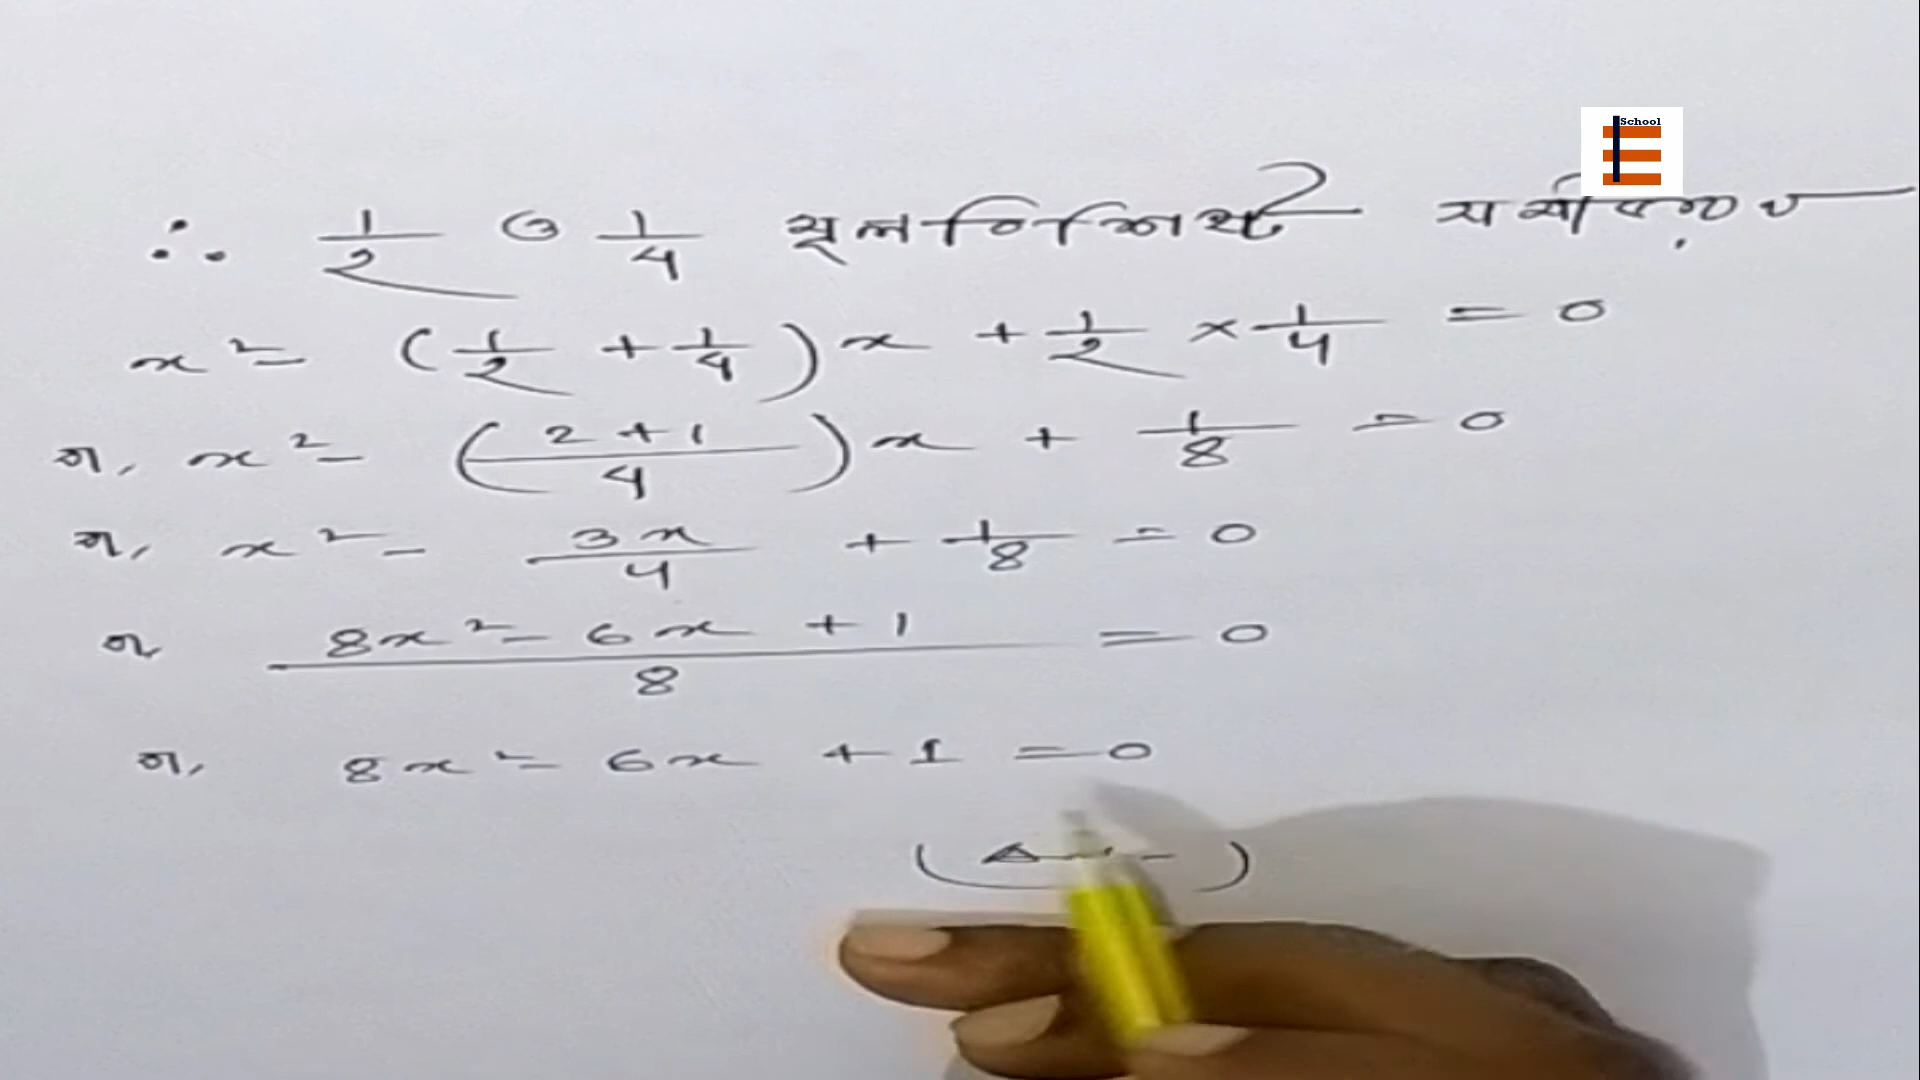 School
∴ 1/2 ও 1/4 মূলবিশিষ্ট সমীকরণ
x² - (1/2 + 1/4)x + 1/2 × 1/4 = 0
বা, x² - ((2+1)/4)x + 1/8 = 0
বা, x² - 3x/4 + 1/8 = 0
বা (8x² - 6x + 1)/8 = 0
বা, 8x² - 6x + 1 = 0